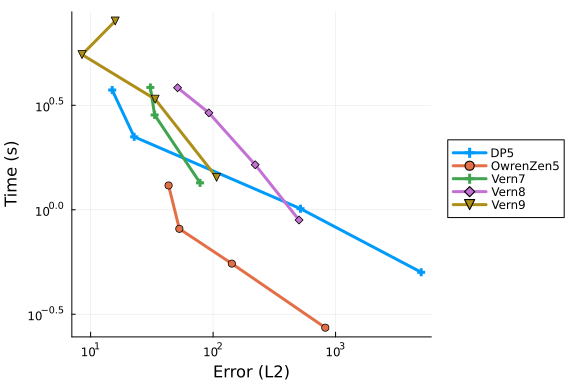 10^0.5
10^0.0
10^−0.5
Time (s)
10^1
10^2
10^3
Error (L2)
DP5
OwrenZen5
Vern7
Vern8
Vern9